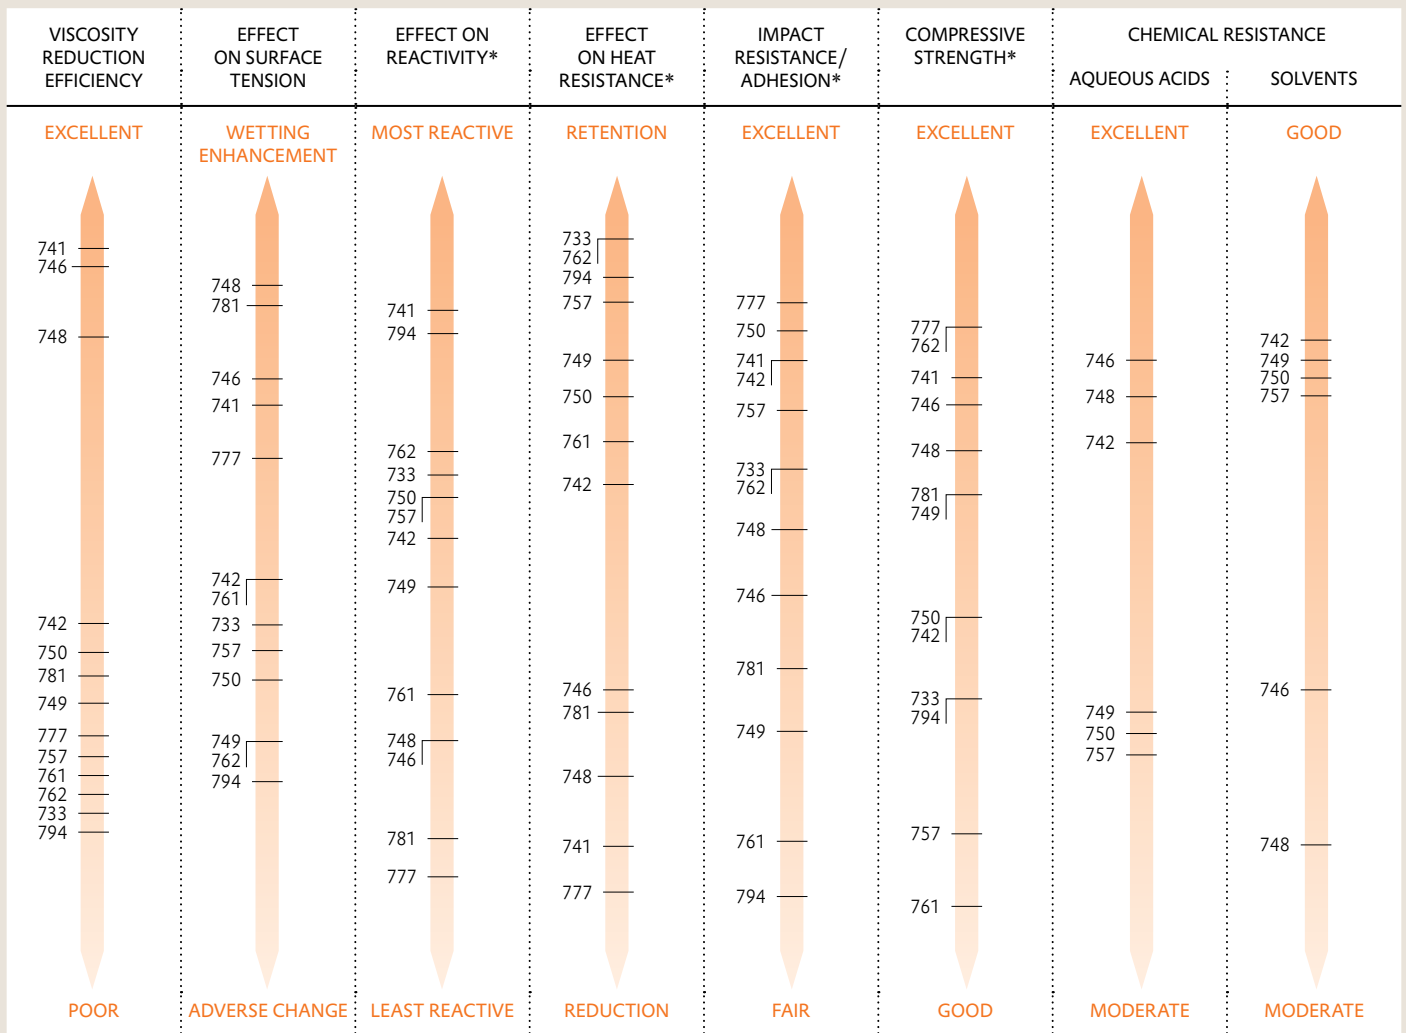 VISCOSITY
REDUCTION
EFFICIENCY
EXCELLENT
741
746
748
742
750
781
749
777
757
761
762
733
794
POOR
EFFECT
ON SURFACE
TENSION
WETTING
ENHANCEMENT
748
781
746
741
777
742
761
733
757
750
749
762
794
ADVERSE CHANGE
EFFECT ON
REACTIVITY*
MOST REACTIVE
741
794
762
733
750
757
742
749
761
748
746
781
777
LEAST REACTIVE
EFFECT
ON HEAT
RESISTANCE*
RETENTION
733
762
794
757
749
750
761
742
746
781
748
741
777
REDUCTION
IMPACT
RESISTANCE/
ADHESION*
EXCELLENT
777
750
741
742
757
733
762
748
746
781
749
761
794
FAIR
COMPRESSIVE
STRENGTH*
EXCELLENT
777
762
741
746
748
781
749
750
742
733
794
757
761
GOOD
CHEMICAL RESISTANCE
AQUEOUS ACIDS
EXCELLENT
746
748
742
749
750
757
MODERATE
SOLVENTS
GOOD
742
749
750
757
746
748
MODERATE